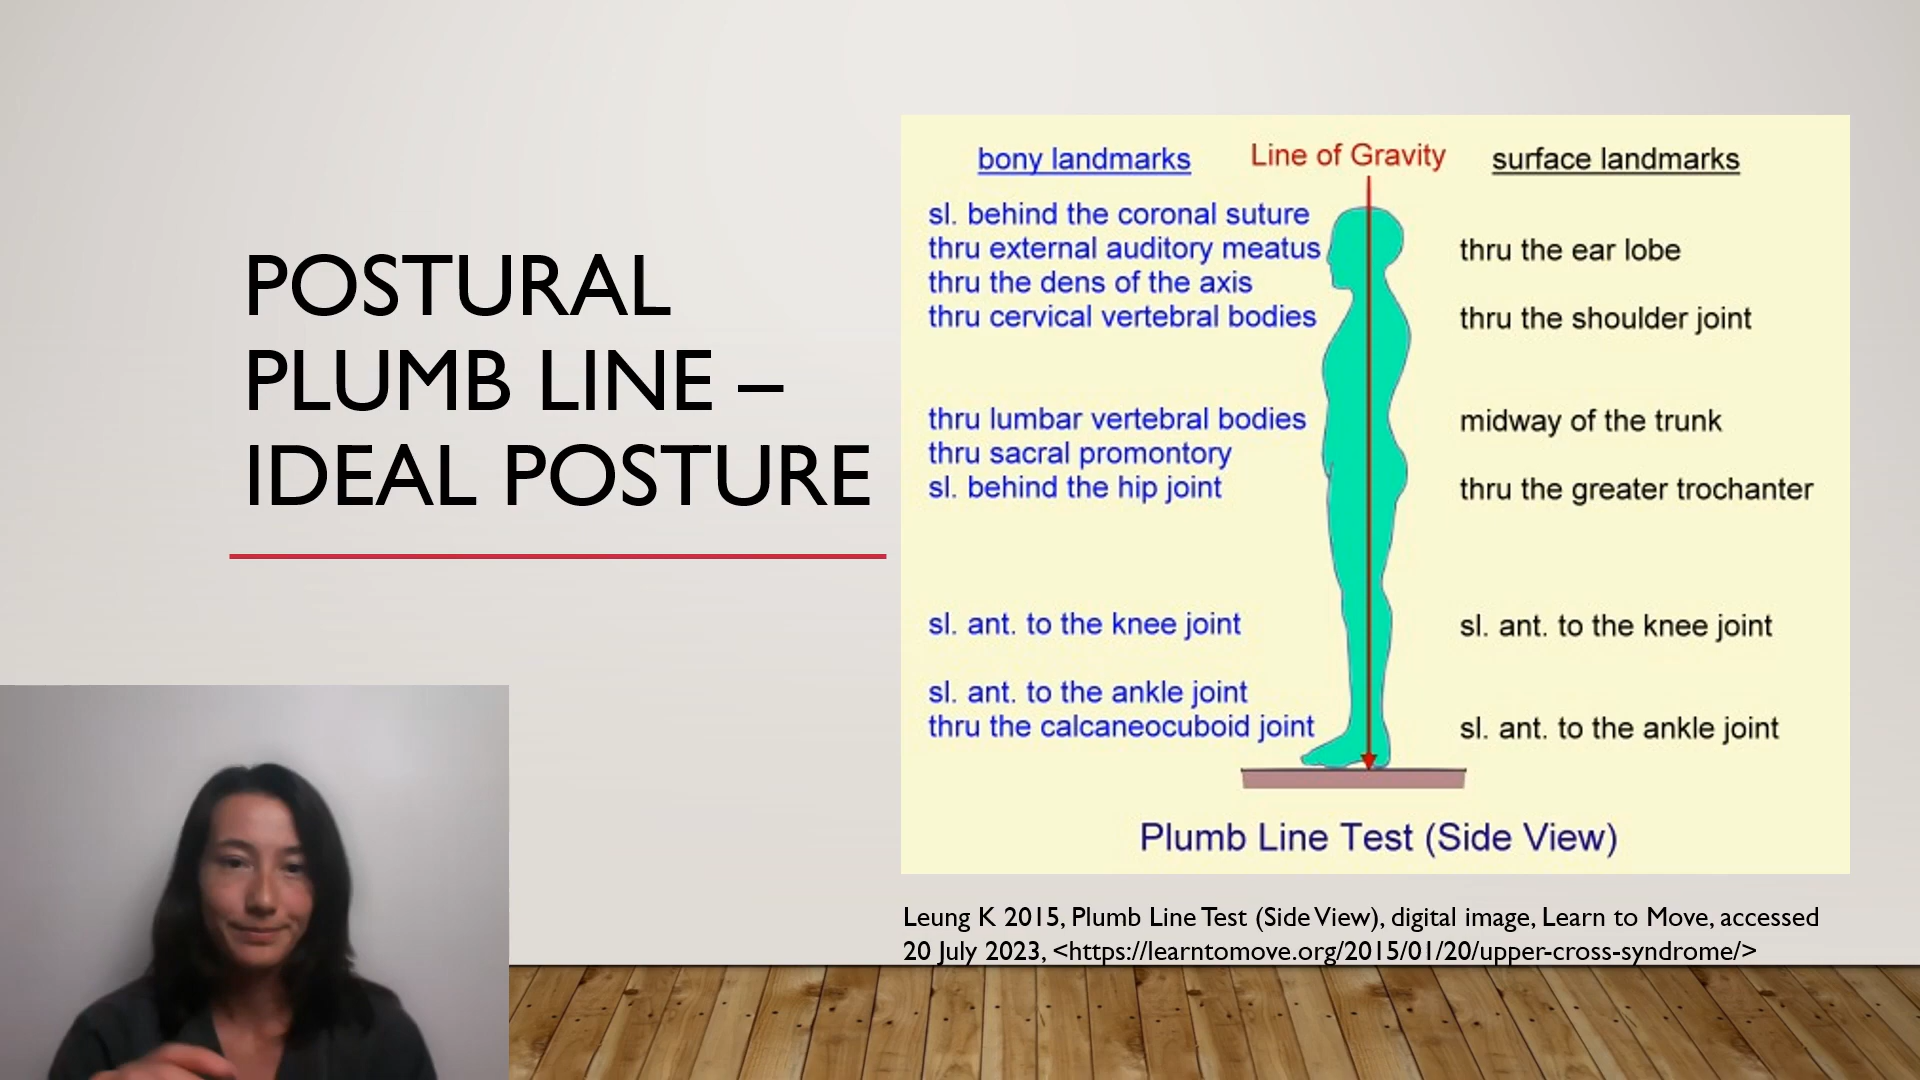 POSTURAL
PLUMB LINE –
IDEAL POSTURE
bony landmarks
Line of Gravity
surface landmarks
sl. behind the coronal suture
thru external auditory meatus
thru the dens of the axis
thru cervical vertebral bodies
thru lumbar vertebral bodies
thru sacral promontory
sl. behind the hip joint
sl. ant. to the knee joint
sl. ant. to the ankle joint
thru the calcaneocuboid joint
thru the ear lobe
thru the shoulder joint
midway of the trunk
thru the greater trochanter
sl. ant. to the knee joint
sl. ant. to the ankle joint
Plumb Line Test (Side View)
Leung K 2015, Plumb Line Test (Side View), digital image, Learn to Move, accessed
20 July 2023, <https://learntomove.org/2015/01/20/upper-cross-syndrome/>